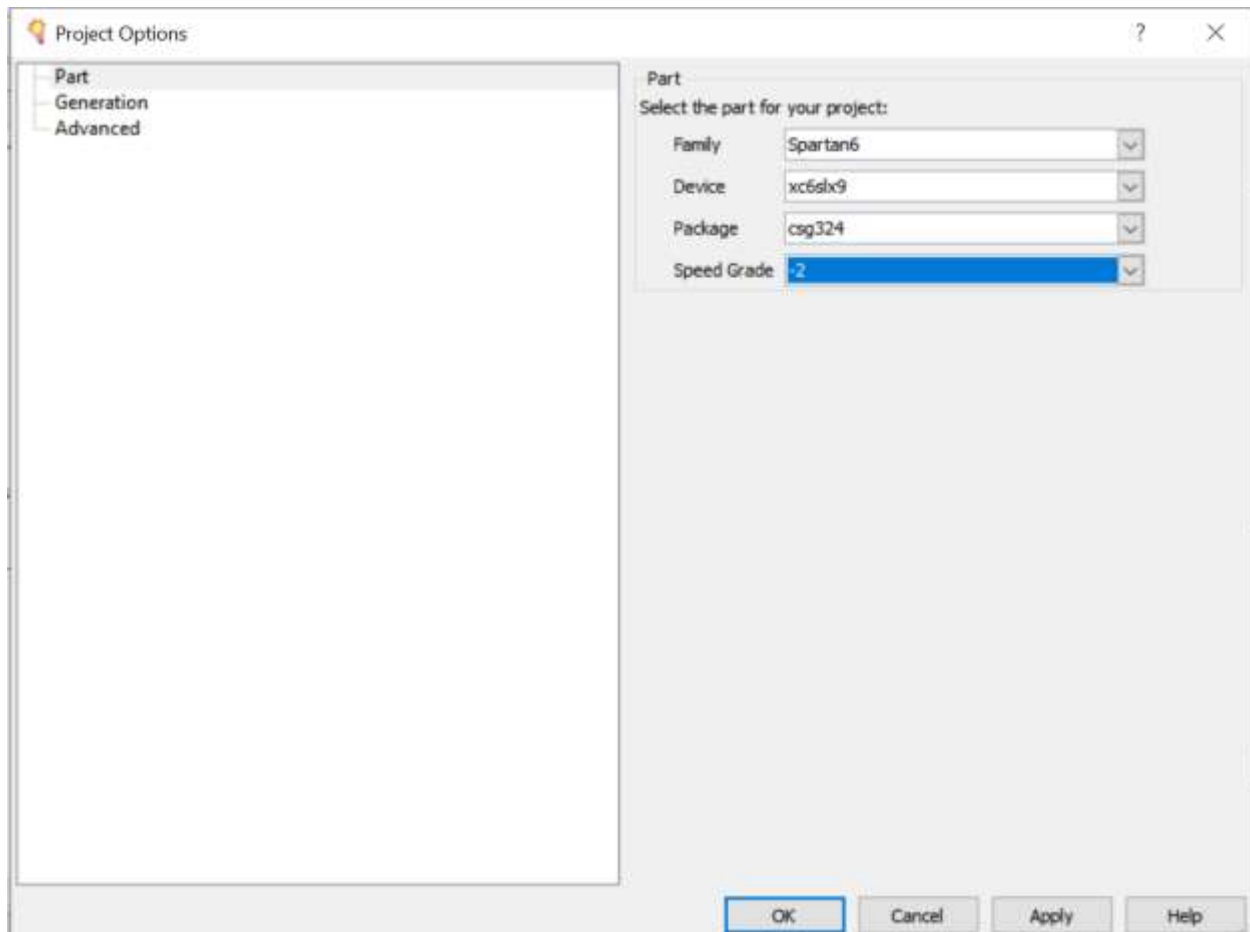 Project Options
Part
Generation
Advanced
Part
Select the part for your project:
Family Spartan6
Device xc6slx9
Package csg324
Speed Grade -2
OK Cancel Apply Help